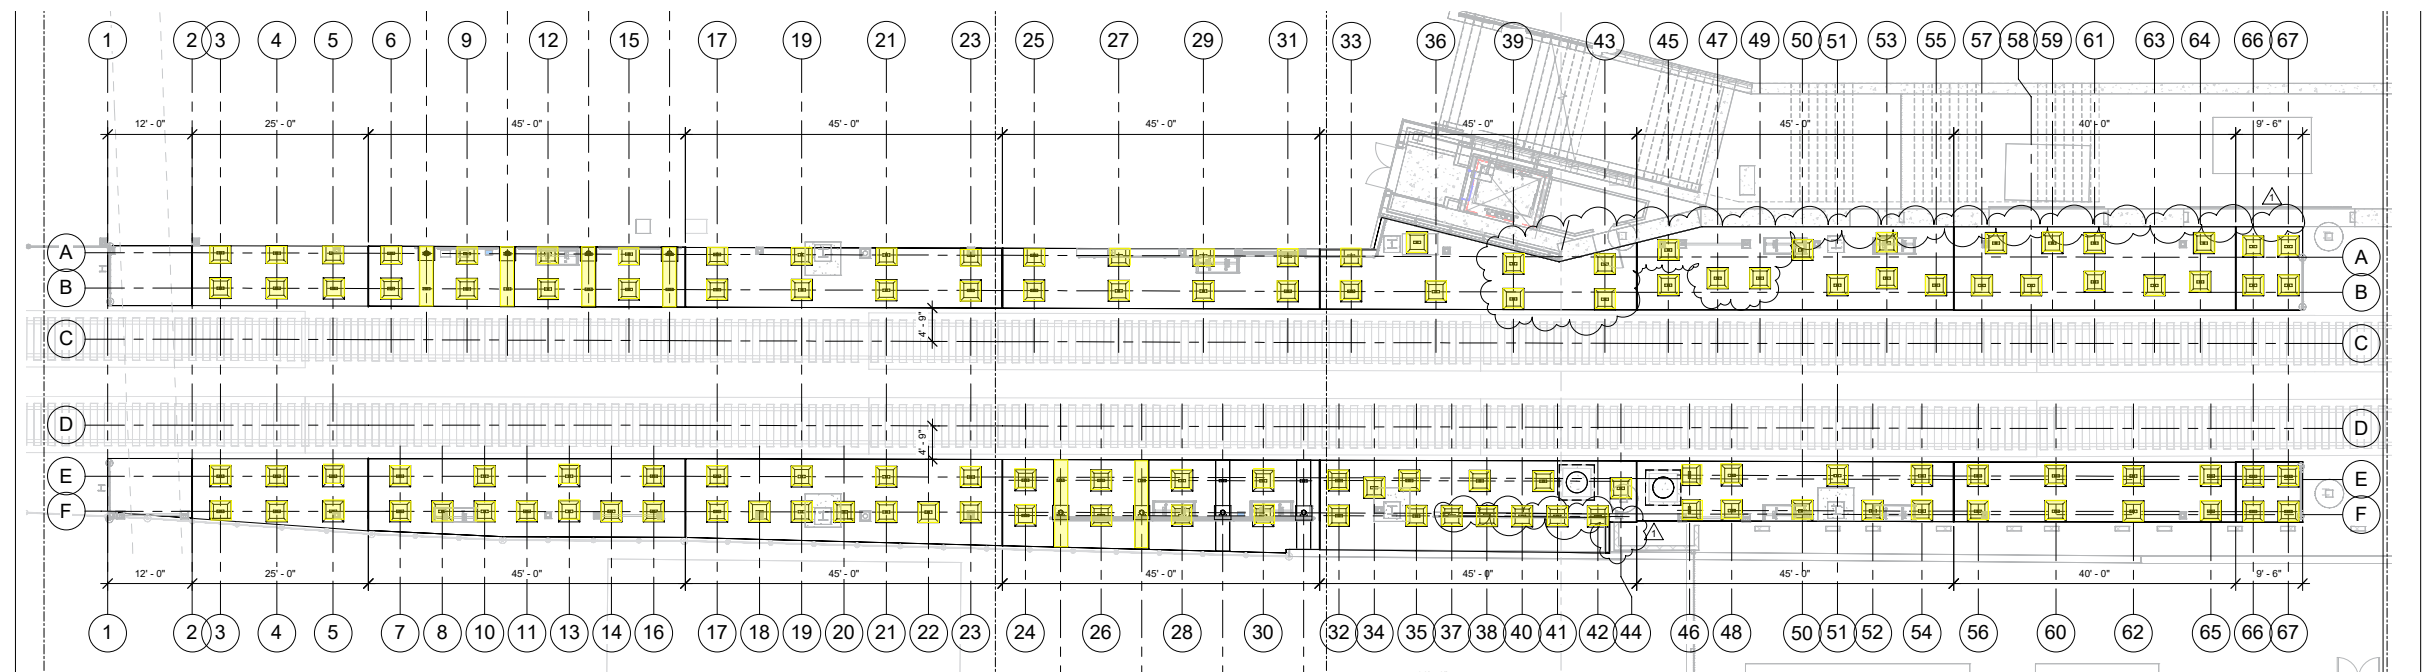 1 2 3 4 5 6 9 12 15 17 19 21 23 25 27 29 31 33 36 39 43 45 47 49 50 51 53 55 57 58 59 61 63 64 66 67
12' - 0" 25' - 0" 45' - 0" 45' - 0" 45' - 0" 45' - 0" 45' - 0" 40' - 0" 9' - 6"
1
A A
B B
4' - 9"
C C
D D
4' - 9"
E E
F F
1
12' - 0" 25' - 0" 45' - 0" 45' - 0" 45' - 0" 45' - 0" 45' - 0" 40' - 0" 9' - 6"
1 2 3 4 5 7 8 10 11 13 14 16 17 18 19 20 21 22 23 24 26 28 30 32 34 35 37 38 40 41 42 44 46 48 50 51 52 54 56 60 62 65 66 67